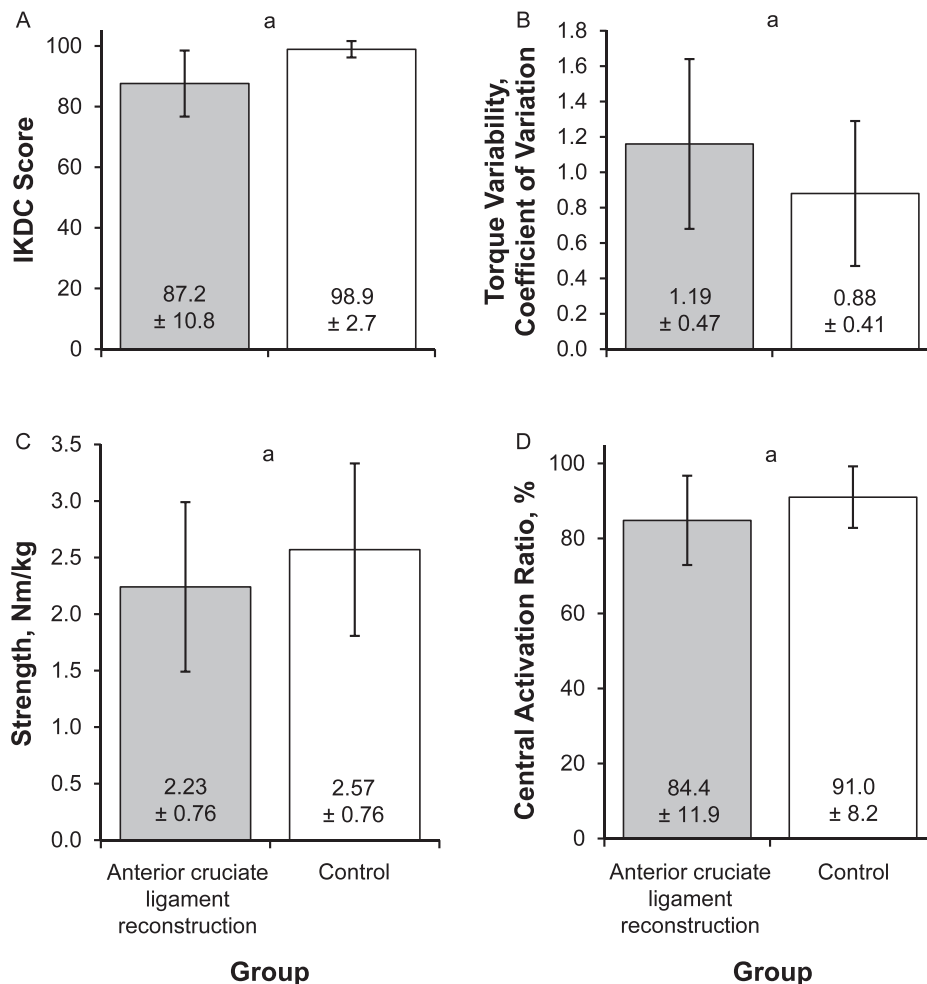 A
a
IKDC Score
100
80
60
40
20
0
87.2
± 10.8
98.9
± 2.7
B
a
Torque Variability,
Coefficient of Variation
1.8
1.6
1.4
1.2
1.0
0.8
0.6
0.4
0.2
0.0
1.19
± 0.47
0.88
± 0.41
C
a
Strength, Nm/kg
3.5
3.0
2.5
2.0
1.5
1.0
0.5
0.0
2.23
± 0.76
2.57
± 0.76
Anterior cruciate
ligament
reconstruction
Control
Group
D
a
Central Activation Ratio, %
100
80
60
40
20
0
84.4
± 11.9
91.0
± 8.2
Anterior cruciate
ligament
reconstruction
Control
Group